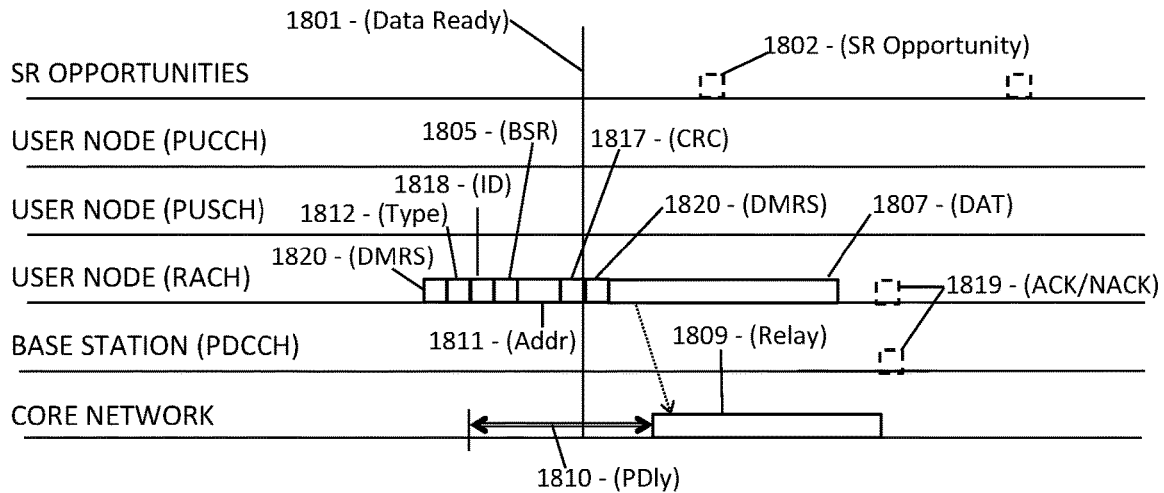 1801 - (Data Ready)
1802 - (SR Opportunity)
SR OPPORTUNITIES
1805 - (BSR)
1817 - (CRC)
USER NODE (PUCCH)
1818 - (ID)
1812 - (Type)
1820 - (DMRS)
1807 - (DAT)
USER NODE (PUSCH)
1820 - (DMRS)
USER NODE (RACH)
1819 - (ACK/NACK)
1811 - (Addr)
1809 - (Relay)
BASE STATION (PDCCH)
CORE NETWORK
1810 - (PDly)